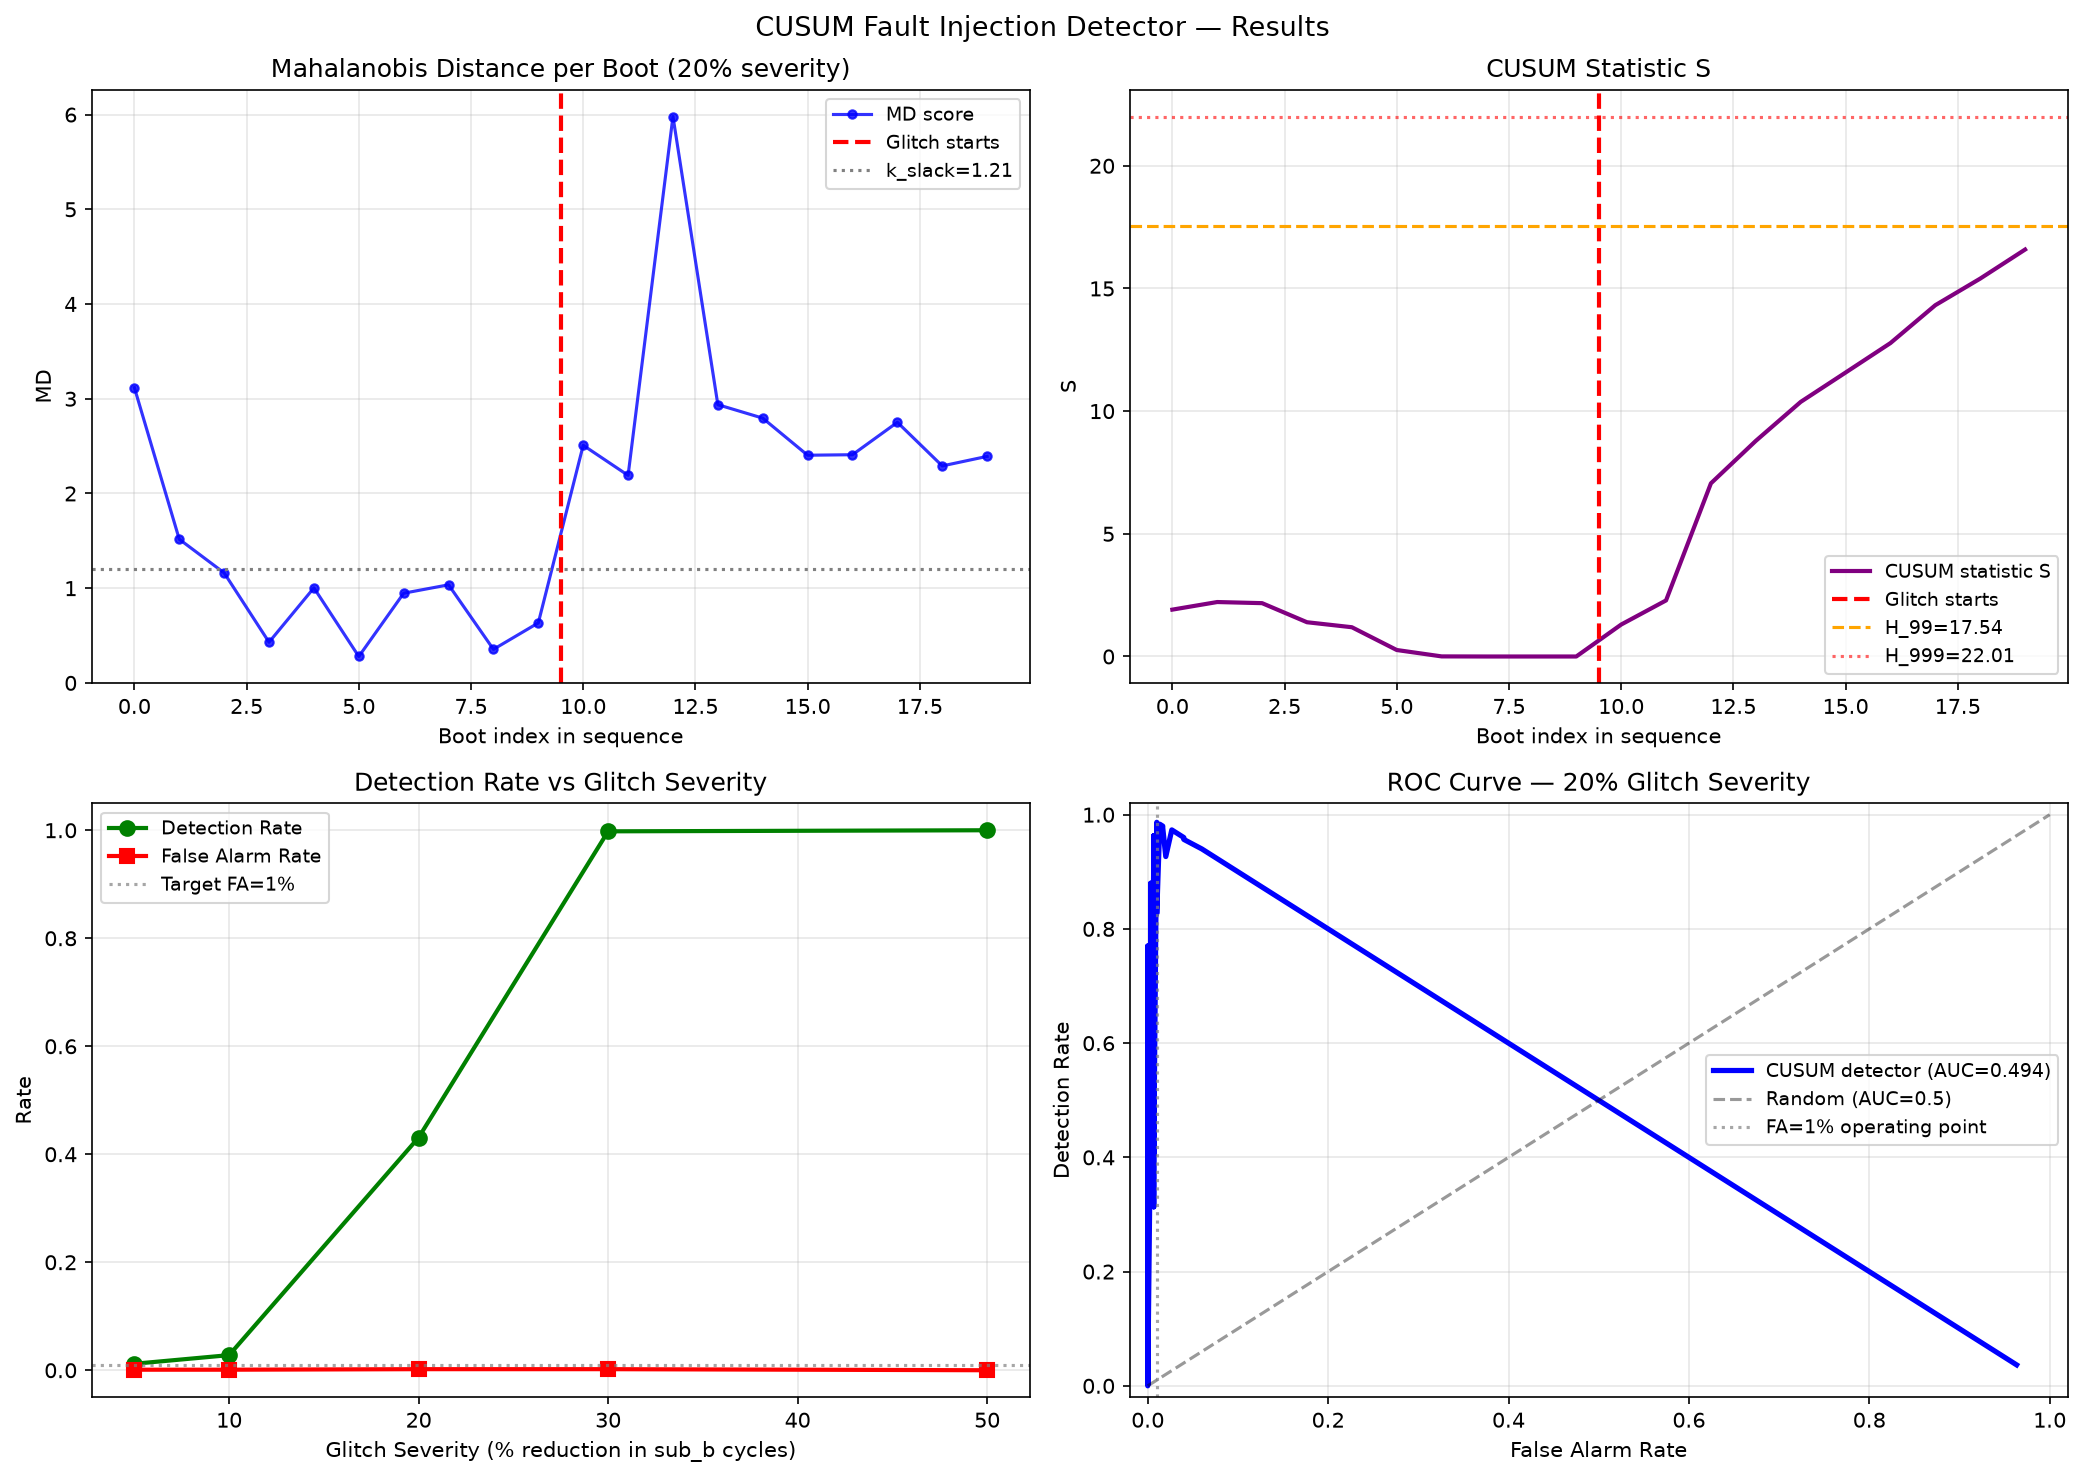 CUSUM Fault Injection Detector — Results
Mahalanobis Distance per Boot (20% severity)
MD score
Glitch starts
k_slack=1.21
MD
6
5
4
3
2
1
0
0.0 2.5 5.0 7.5 10.0 12.5 15.0 17.5
Boot index in sequence
CUSUM Statistic S
S
20
15
10
5
0
CUSUM statistic S
Glitch starts
H_99=17.54
H_999=22.01
0.0 2.5 5.0 7.5 10.0 12.5 15.0 17.5
Boot index in sequence
Detection Rate vs Glitch Severity
Detection Rate
False Alarm Rate
Target FA=1%
Rate
1.0
0.8
0.6
0.4
0.2
0.0
10 20 30 40 50
Glitch Severity (% reduction in sub_b cycles)
ROC Curve — 20% Glitch Severity
Detection Rate
1.0
0.8
0.6
0.4
0.2
0.0
CUSUM detector (AUC=0.494)
Random (AUC=0.5)
FA=1% operating point
0.0 0.2 0.4 0.6 0.8 1.0
False Alarm Rate